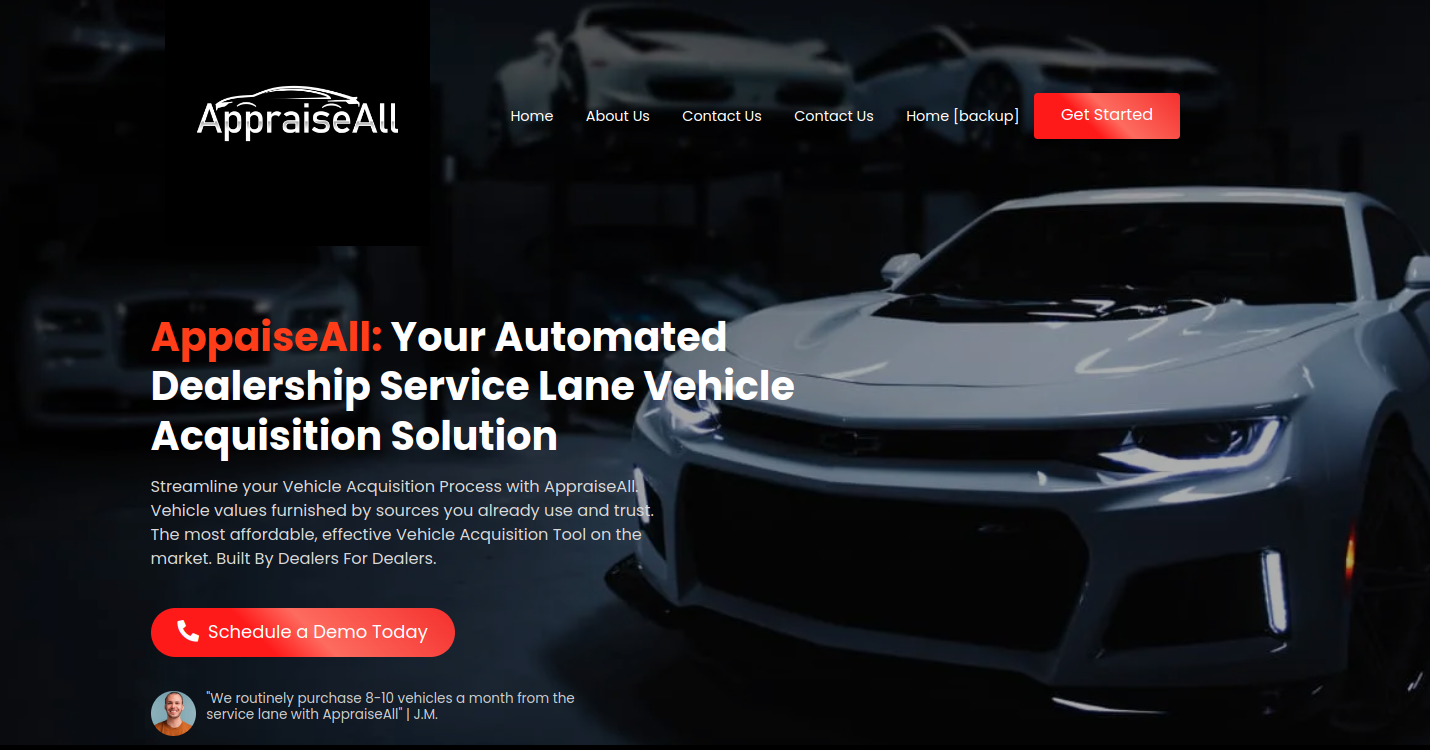 AppraiseAll
Home About Us Contact Us Contact Us Home [backup] Get Started
AppaiseAll: Your Automated
Dealership Service Lane Vehicle
Acquisition Solution
Streamline your Vehicle Acquisition Process with AppraiseAll.
Vehicle values furnished by sources you already use and trust.
The most affordable, effective Vehicle Acquisition Tool on the
market. Built By Dealers For Dealers.
Schedule a Demo Today
"We routinely purchase 8-10 vehicles a month from the
service lane with AppraiseAll" | J.M.